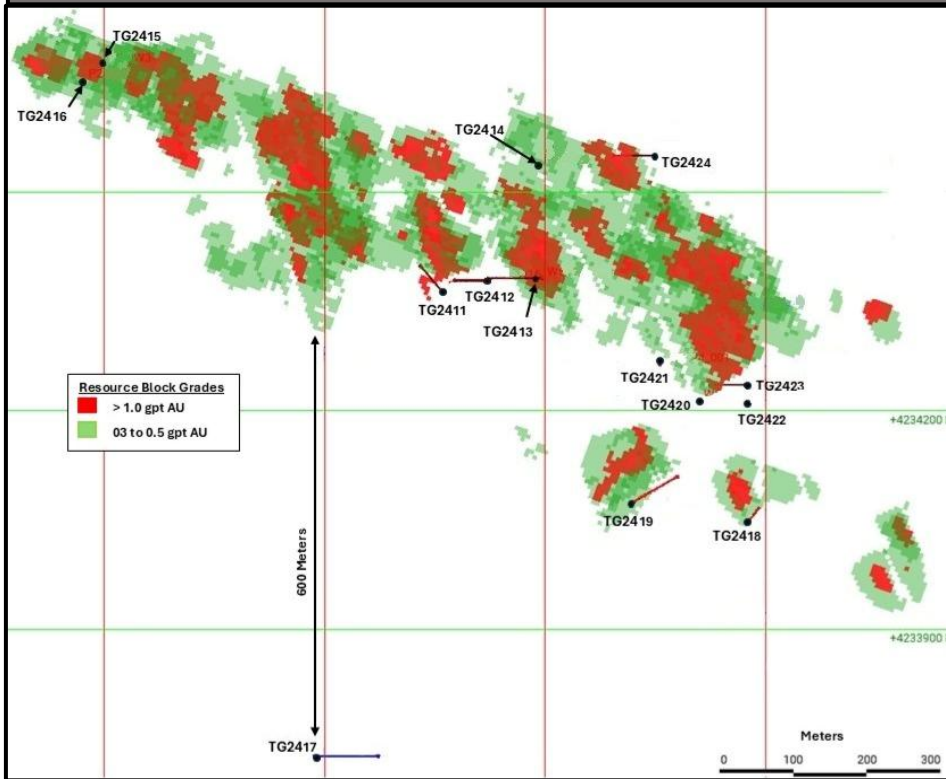 TG2415
TG2416
TG2414
TG2424
TG2411
TG2412
TG2413
TG2421
TG2423
TG2420
TG2422
Resource Block Grades
> 1.0 gpt AU
03 to 0.5 gpt AU
+4234200
TG2419
TG2418
600 Meters
+4233900
TG2417
Meters
0 100 200 300